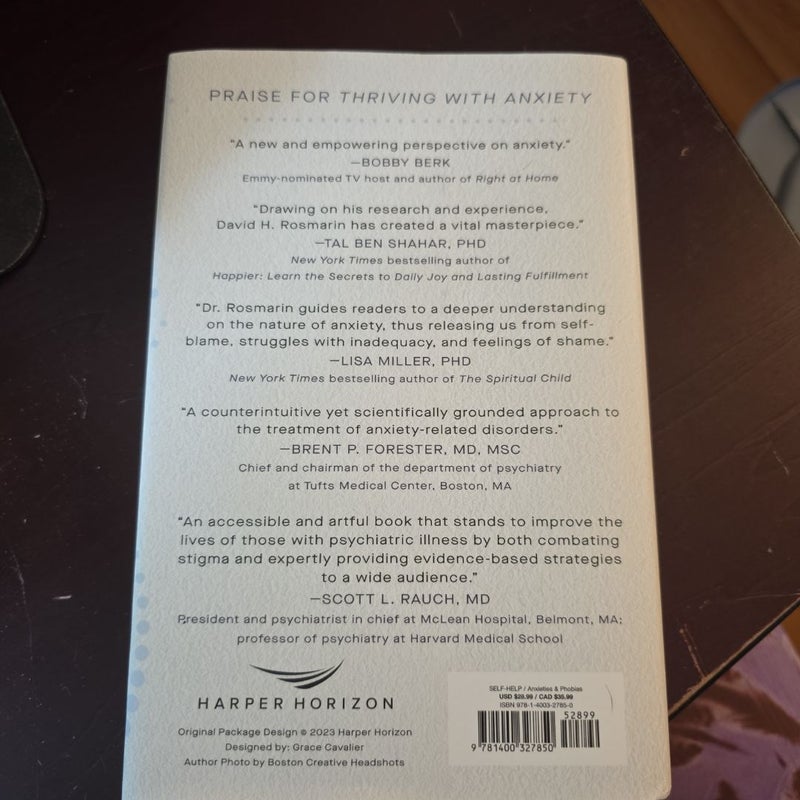 PRAISE FOR THRIVING WITH ANXIETY
"A new and empowering perspective on anxiety."
—BOBBY BERK
Emmy-nominated TV host and author of Right at Home
"Drawing on his research and experience,
David H. Rosmarin has created a vital masterpiece."
—TAL BEN SHAHAR, PHD
New York Times bestselling author of
Happier: Learn the Secrets to Daily Joy and Lasting Fulfillment
"Dr. Rosmarin guides readers to a deeper understanding
on the nature of anxiety, thus releasing us from self-
blame, struggles with inadequacy, and feelings of shame."
—LISA MILLER, PHD
New York Times bestselling author of The Spiritual Child
"A counterintuitive yet scientifically grounded approach to
the treatment of anxiety-related disorders."
—BRENT P. FORESTER, MD, MSC
Chief and chairman of the department of psychiatry
at Tufts Medical Center, Boston, MA
"An accessible and artful book that stands to improve the
lives of those with psychiatric illness by both combating
stigma and expertly providing evidence-based strategies
to a wide audience."
—SCOTT L. RAUCH, MD
President and psychiatrist in chief at McLean Hospital, Belmont, MA;
professor of psychiatry at Harvard Medical School
HARPER HORIZON
Original Package Design © 2023 Harper Horizon
Designed by: Grace Cavalier
Author Photo by Boston Creative Headshots
SELF-HELP / Anxieties & Phobias
USD $28.99 / CAD $35.99
ISBN 978-1-4003-2785-0
52899
9 781400 327850